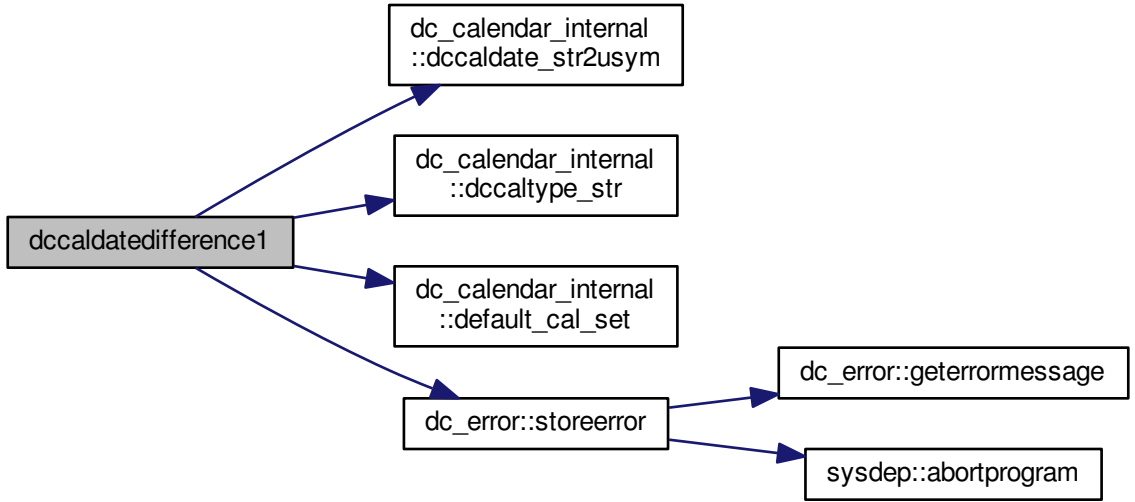 dc_calendar_internal
::dccaldate_str2usym
dc_calendar_internal
::dccaltype_str
dccaldatedifference1
dc_calendar_internal
::default_cal_set
dc_error::storeerror
dc_error::geterrormessage
sysdep::abortprogram